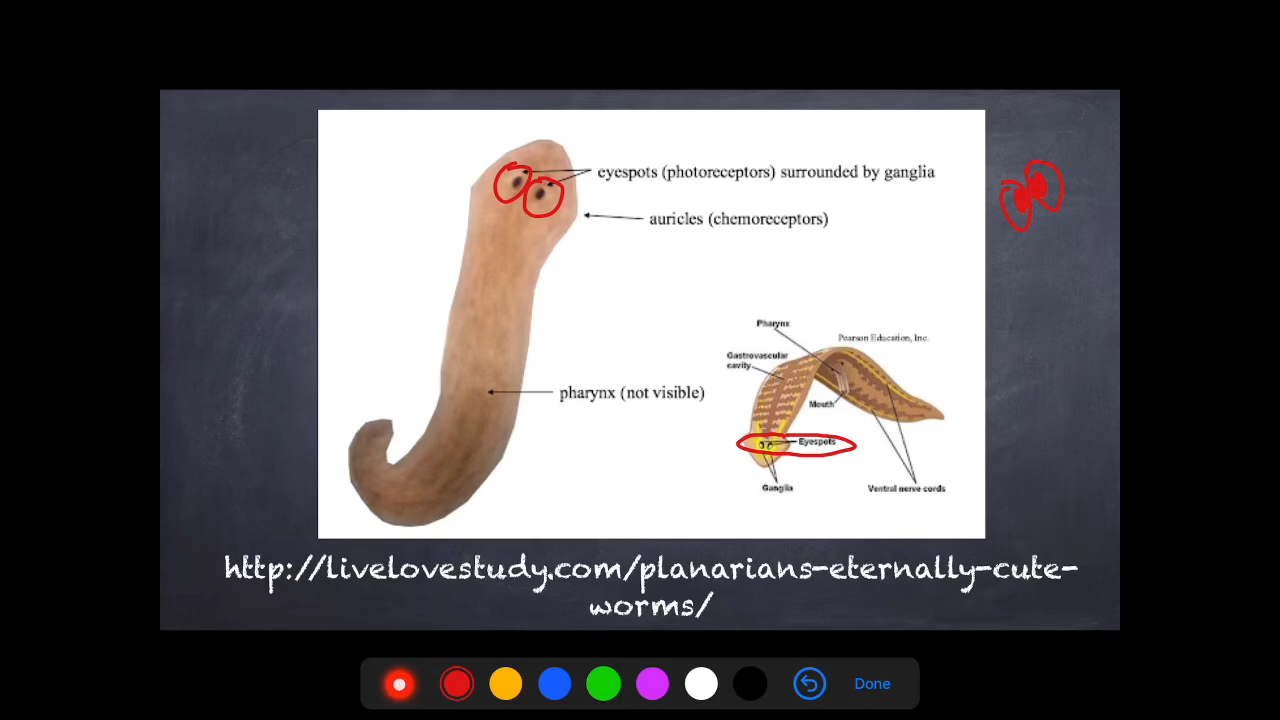 eyespots (photoreceptors) surrounded by ganglia
auricles (chemoreceptors)
Pharynx
Pearson Education, Inc.
Gastrovascular
cavity
pharynx (not visible)
Mouth
Eyespots
Ganglia
Ventral nerve cords
http://livelovestudy.com/planarians-eternally-cute-
worms/
Done